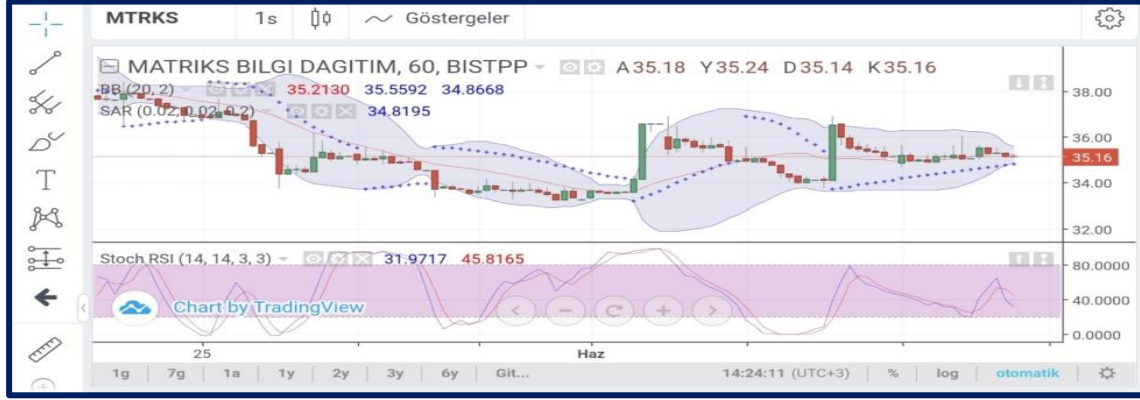 MTRKS 1s Göstergeler
MATRIKS BILGI DAGITIM, 60, BISTPP A35.18 Y35.24 D35.14 K35.16
BB (20, 2) 35.2130 35.5592 34.8668
SAR (0.02, 0.02, 0.2) 34.8195
38.00
36.00
35.16
34.00
32.00
Stoch RSI (14, 14, 3, 3) 31.9717 45.8165
80.0000
Chart by TradingView
40.0000
0.0000
25 Haz
1g 7g 1a 1y 2y 3y 6y Git... 14:24:11 (UTC+3) % log otomatik